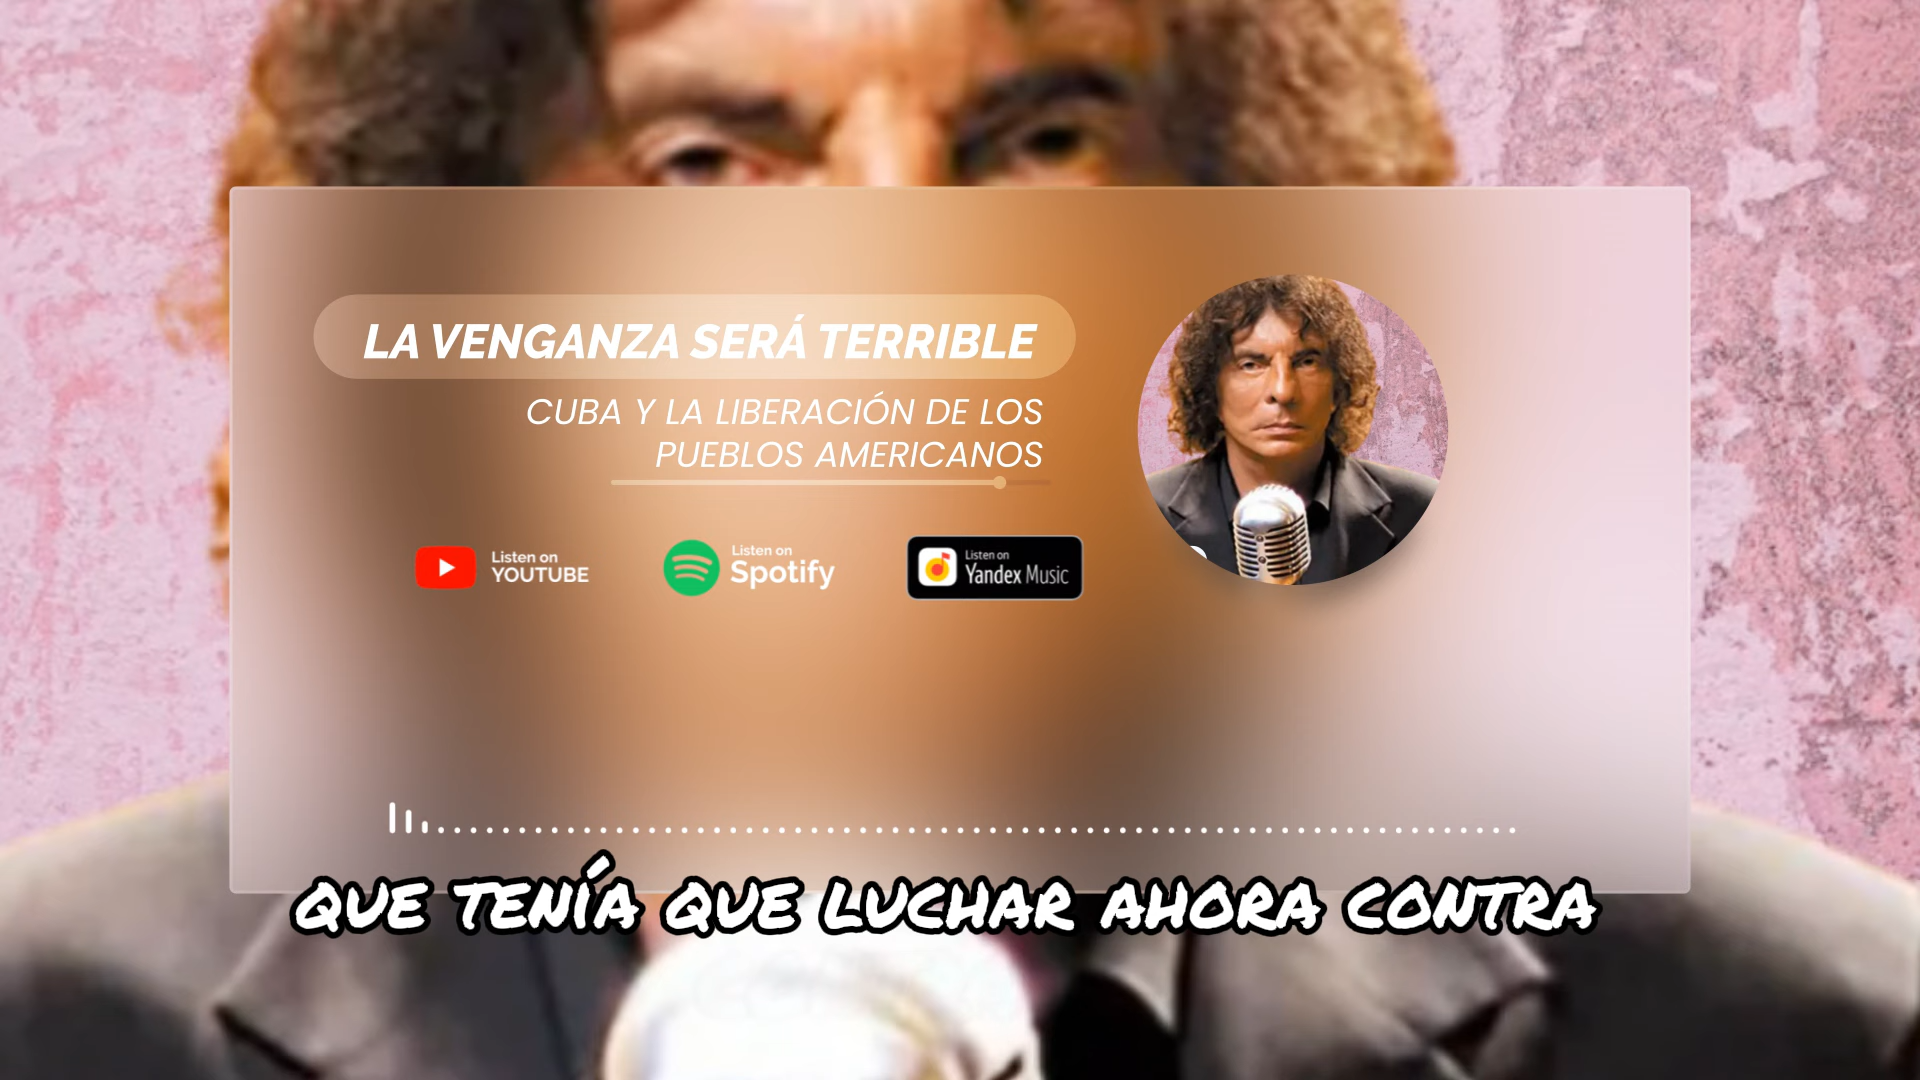 LA VENGANZA SERÁ TERRIBLE
CUBA Y LA LIBERACIÓN DE LOS
PUEBLOS AMERICANOS
Listen on
YOUTUBE
Listen on
Spotify
Listen on
Yandex Music
QUE TENÍA QUE LUCHAR AHORA CONTRA